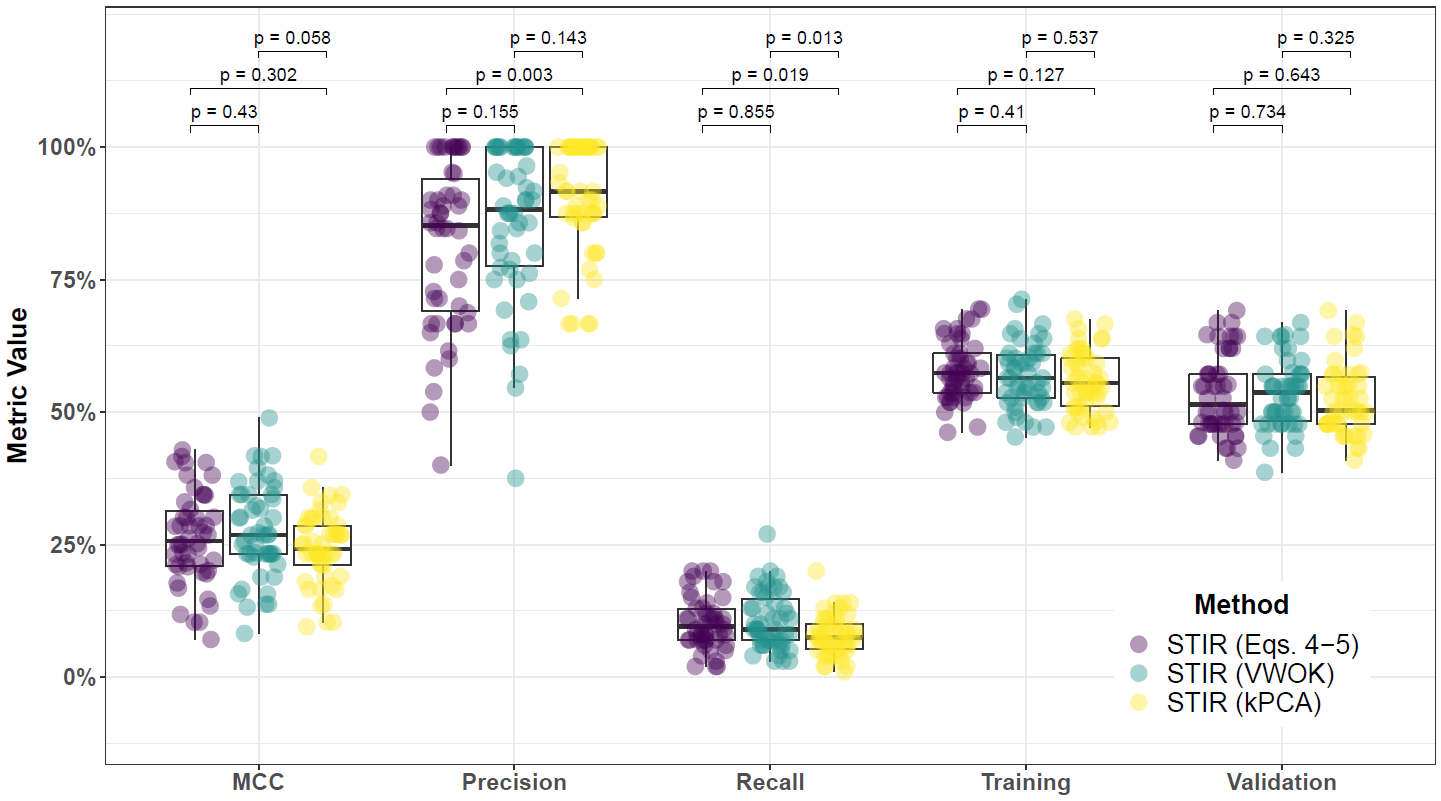 p = 0.058
p = 0.143
p = 0.013
p = 0.537
p = 0.325
p = 0.302
p = 0.003
p = 0.019
p = 0.127
p = 0.643
p = 0.43
p = 0.155
p = 0.855
p = 0.41
p = 0.734
100%
75%
50%
25%
0%
Metric Value
Method
STIR (Eqs. 4−5)
STIR (VWOK)
STIR (kPCA)
MCC
Precision
Recall
Training
Validation